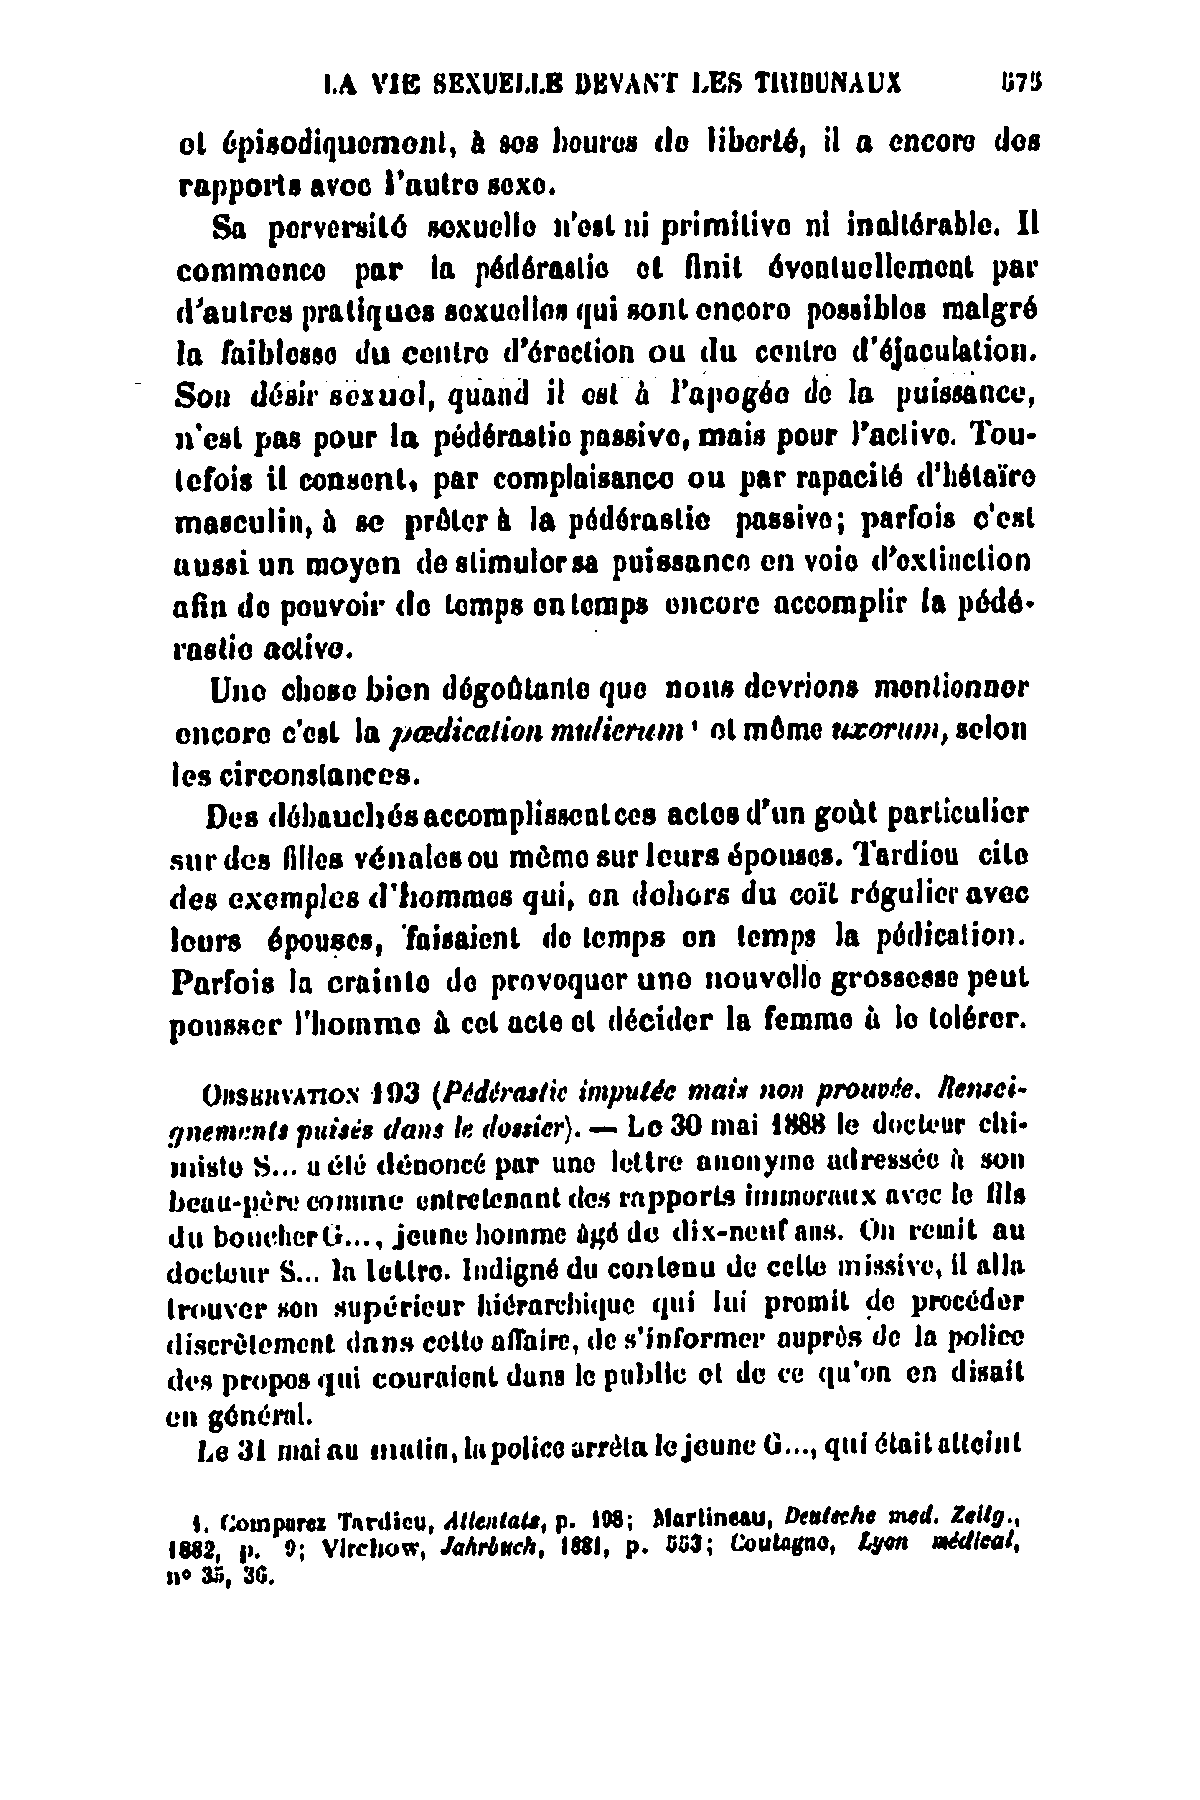 LA VIE SEXUELLE DEVANT LES TRIBUNAUX 575
et épisodiquement, à ses heures de liberté, il a encore des
rapports avec l'autre sexe.
Sa perversité sexuelle n'est ni primitive ni inaltérable. Il
commence par la pédérastie et finit éventuellement par
d'autres pratiques sexuelles qui sont encore possibles malgré
la faiblesse du centre d'érection ou du centre d'éjaculation.
Son désir sexuel, quand il est à l'apogée de la puissance,
n'est pas pour la pédérastie passive, mais pour l'active. Tou-
tefois il consent, par complaisance ou par rapacité d'hétaïre
masculin, à se prêter à la pédérastie passive; parfois c'est
aussi un moyen de stimuler sa puissance en voie d'extinction
afin de pouvoir de temps en temps encore accomplir la pédé-
rastie active.
Une chose bien dégoûtante que nous devrions mentionner
encore c'est la pædication mulierum¹ et même uxorum, selon
les circonstances.
Des débauchés accomplissent ces actes d'un goût particulier
sur des filles vénales ou même sur leurs épouses. Tardieu cite
des exemples d'hommes qui, en dehors du coït régulier avec
leurs épouses, faisaient de temps en temps la pédication.
Parfois la crainte de provoquer une nouvelle grossesse peut
pousser l'homme à cet acte et décider la femme à le tolérer.
OBSERVATION 193 (Pédérastie imputée mais non prouvée. Rensei-
gnements puisés dans le dossier). — Le 30 mai 1888 le docteur chi-
miste S... a été dénoncé par une lettre anonyme adressée à son
beau-père comme entretenant des rapports immoraux avec le fils
du boucher G..., jeune homme âgé de dix-neuf ans. On remit au
docteur S... la lettre. Indigné du contenu de cette missive, il alla
trouver son supérieur hiérarchique qui lui promit de procéder
discrètement dans cette affaire, de s'informer auprès de la police
des propos qui couraient dans le public et de ce qu'on en disait
en général.
Le 31 mai au matin, la police arrêta le jeune G..., qui était atteint
1. Comparez Tardieu, Attentats, p. 198; Martineau, Deutsche med. Zeitg.,
1882, p. 9; Virchow, Jahrbuch, 1881, p. 553; Coutagne, Lyon médical,
nº 35, 36.